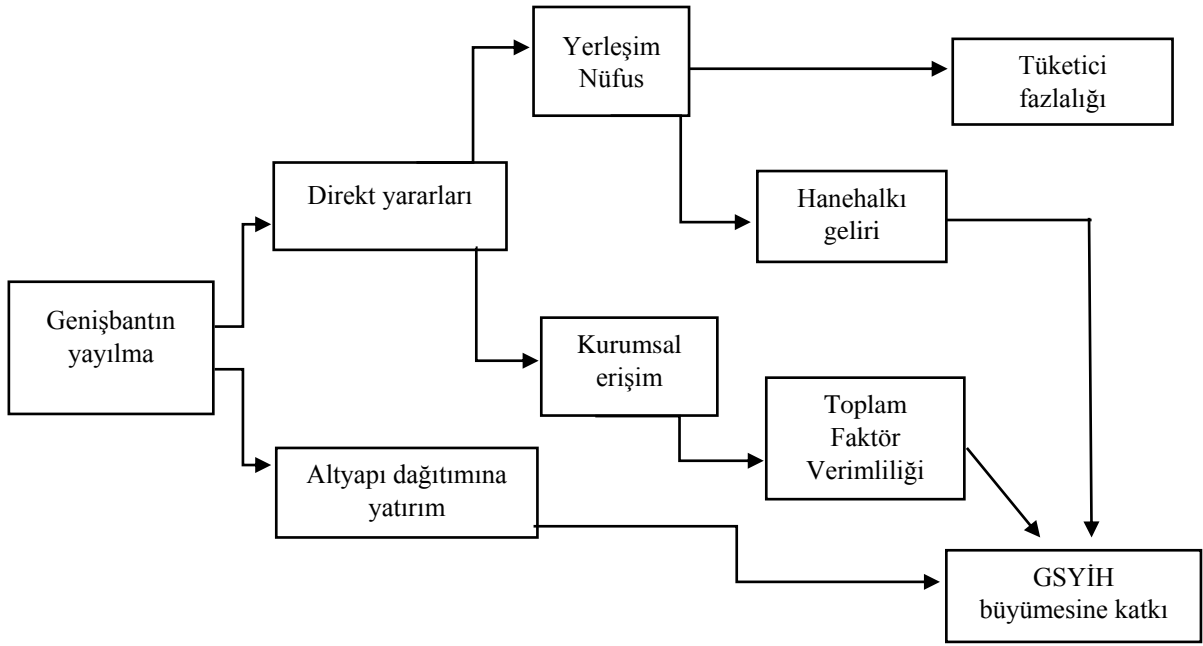 Yerleşim
Nüfus
Tüketici
fazlalığı
Direkt yararları
Hanehalkı
geliri
Genişbantın
yayılma
Kurumsal
erişim
Toplam
Faktör
Verimliliği
Altyapı dağıtımına
yatırım
GSYİH
büyümesine katkı